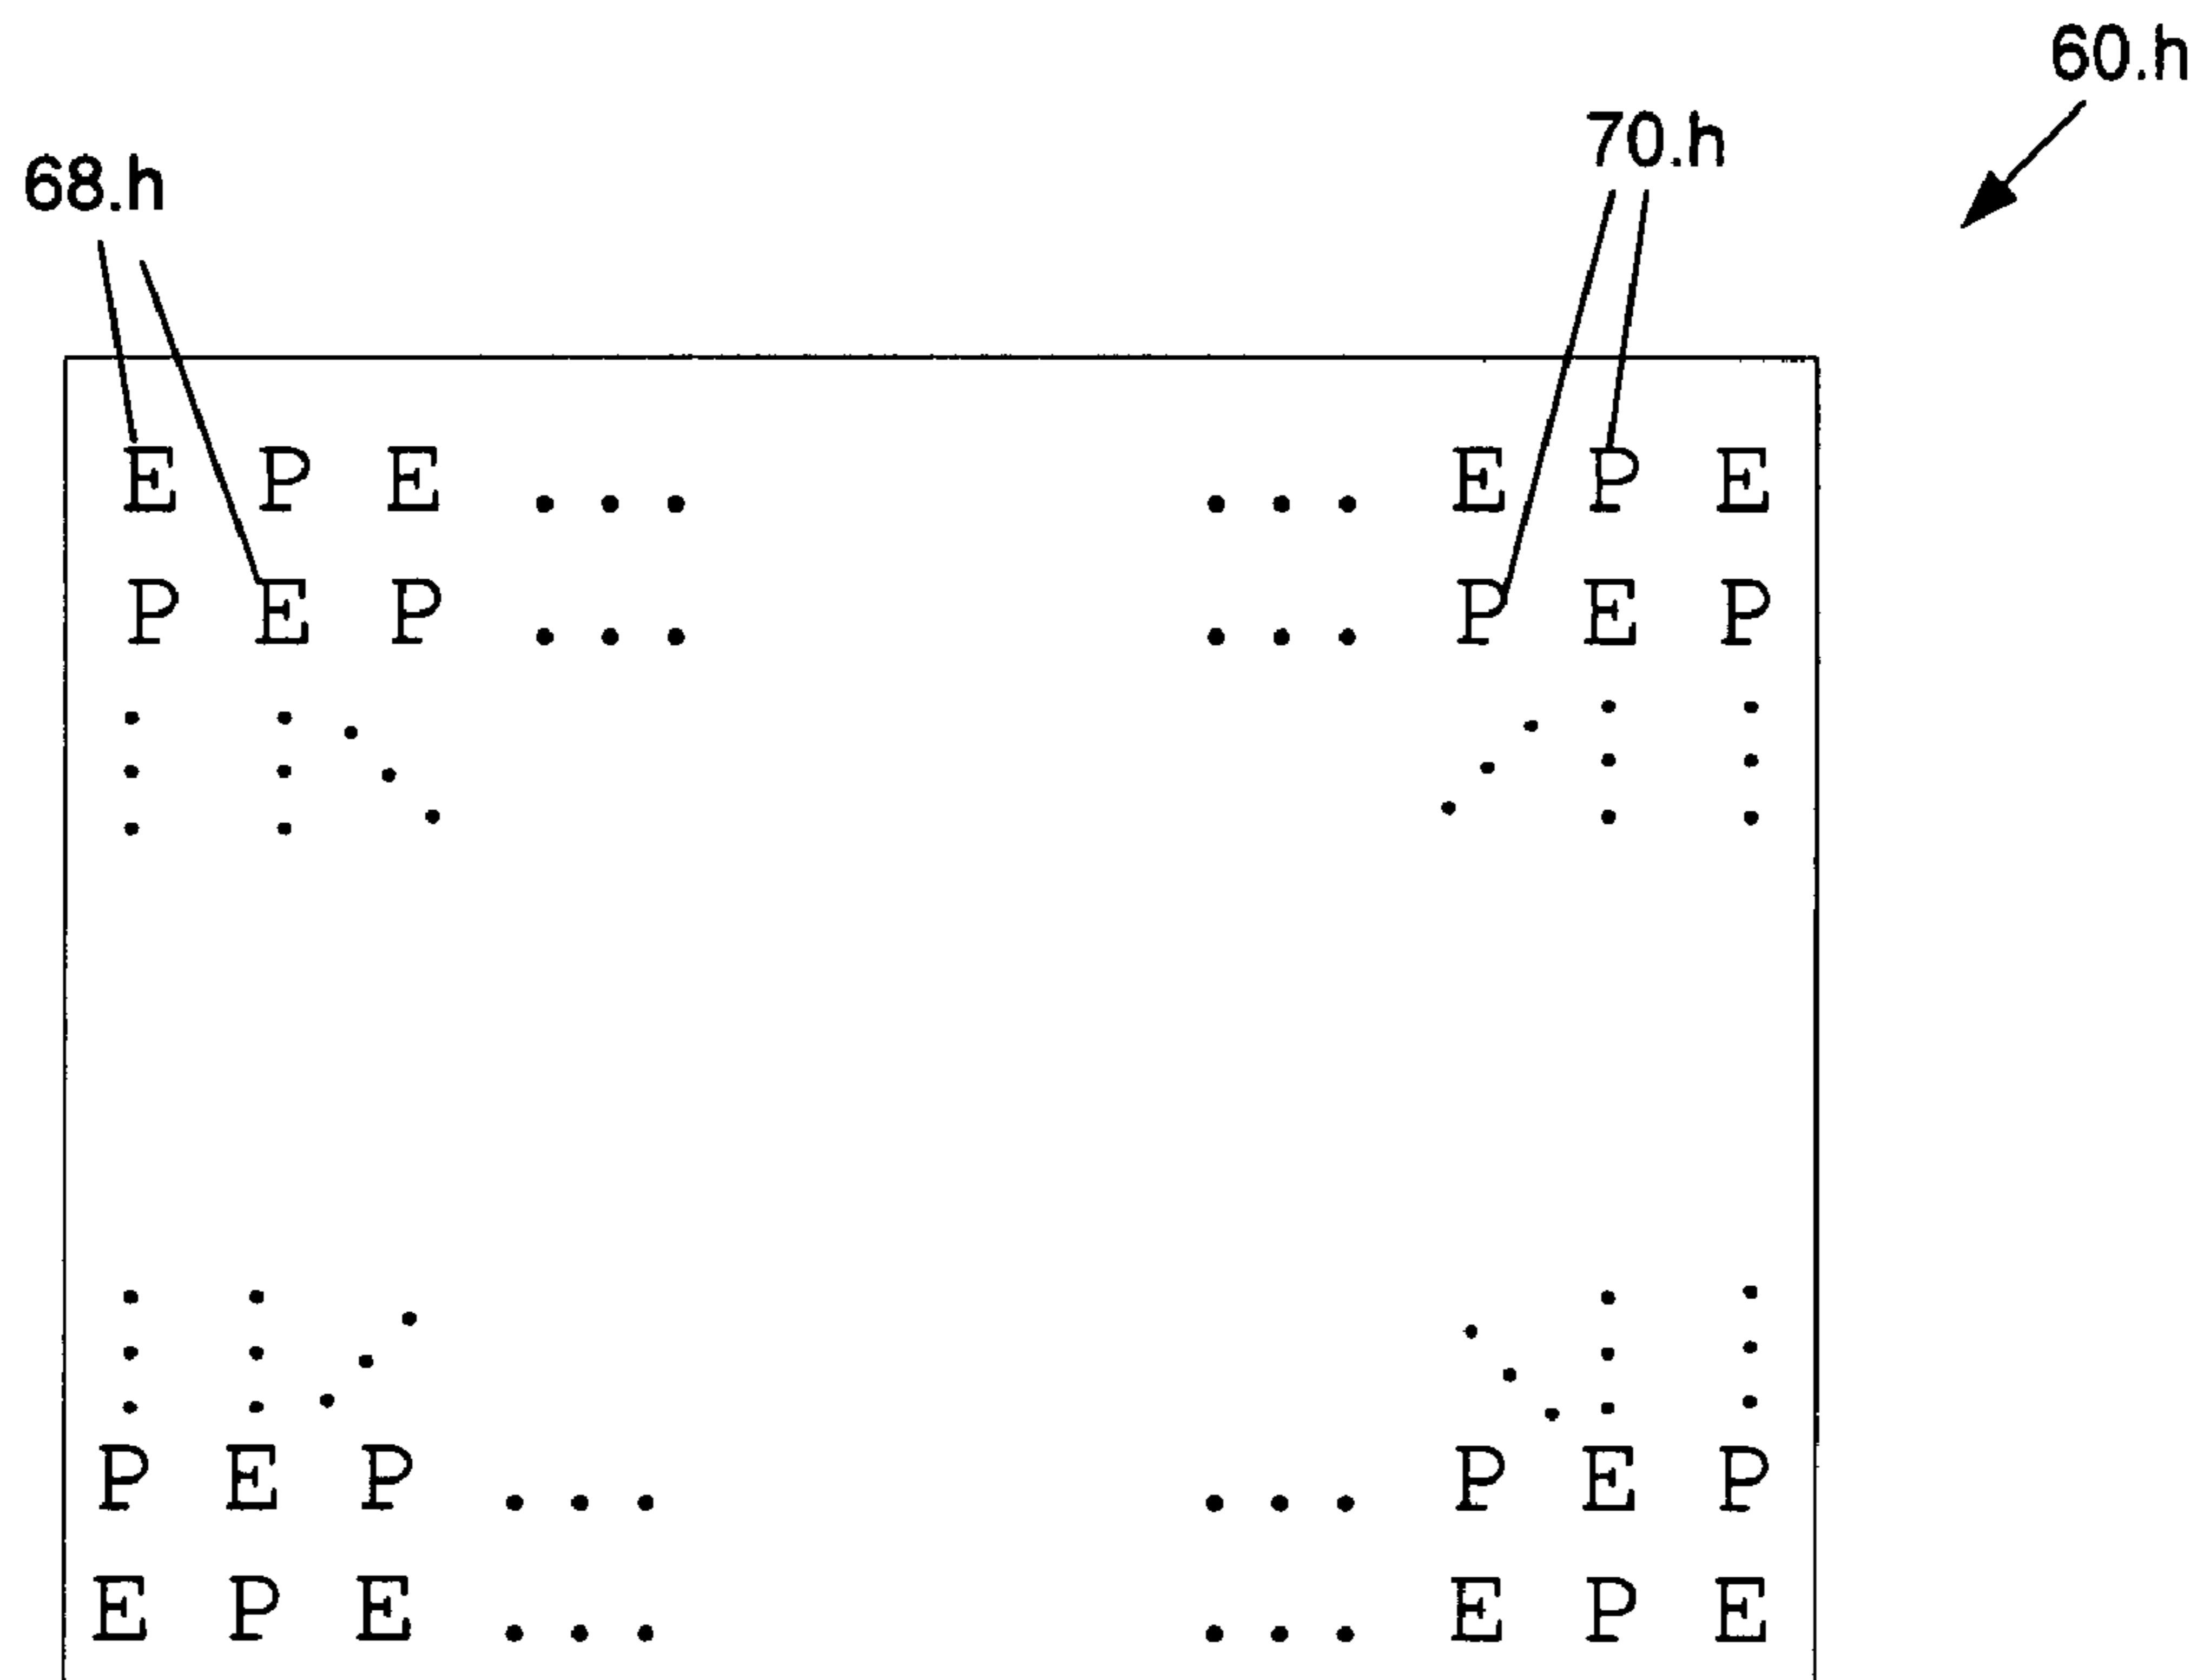 60.h
70.h
68.h
E P E . . . . . . E P E
P E P . . . . . . P E P
P E P . . . . . . P E P
E P E . . . . . . E P E